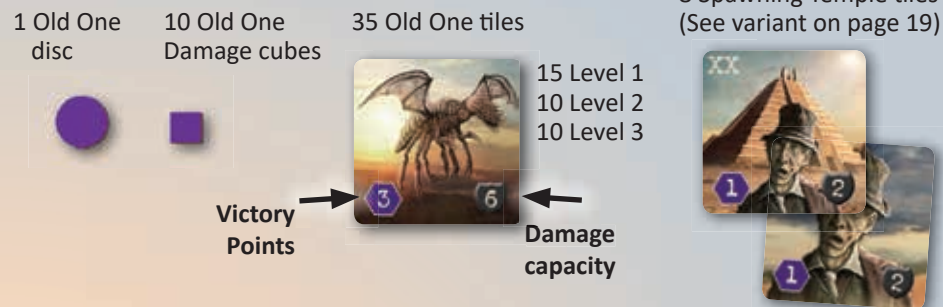 1 Old One
disc
10 Old One
Damage cubes
35 Old One tiles
(See variant on page 19)
15 Level 1
10 Level 2
10 Level 3
3
6
Victory
Points
Damage
capacity
XX
1
2
1
2